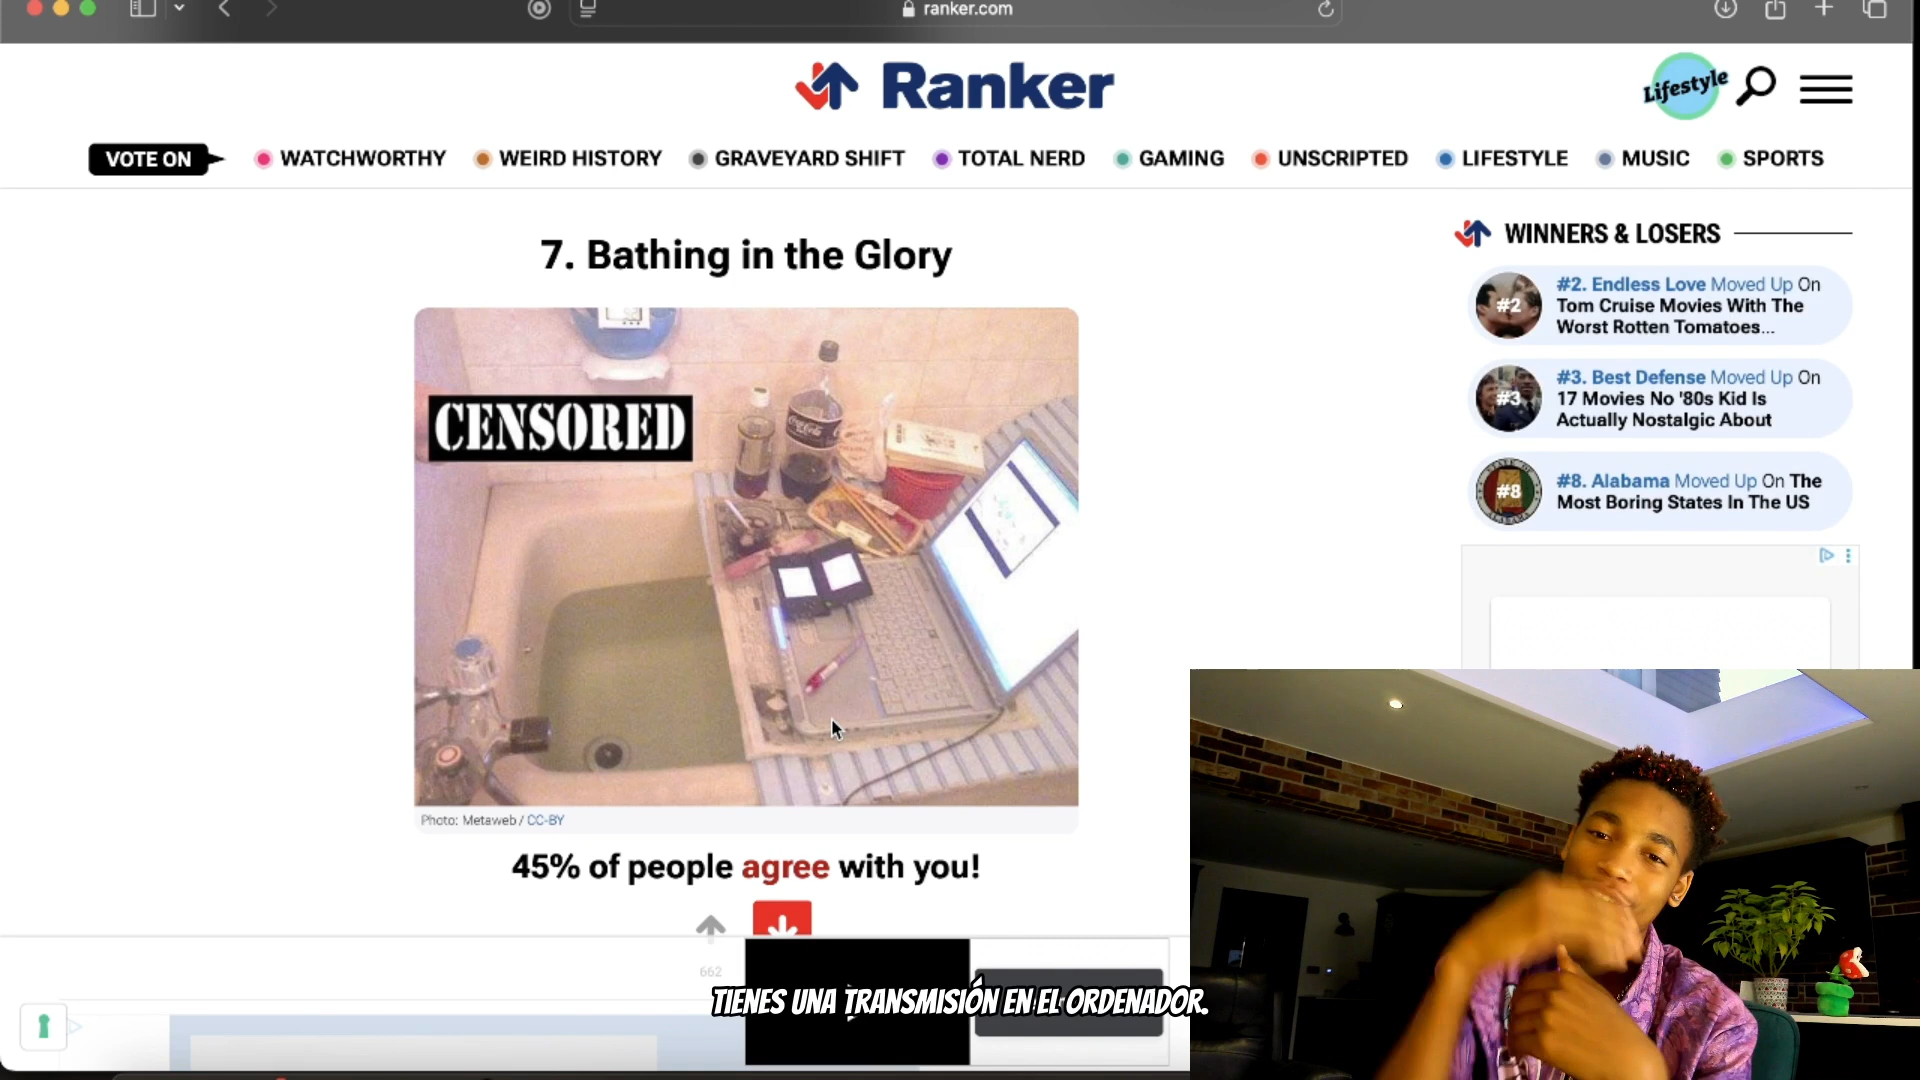 ranker.com
Ranker
Lifestyle
VOTE ON
WATCHWORTHY
WEIRD HISTORY
GRAVEYARD SHIFT
TOTAL NERD
GAMING
UNSCRIPTED
LIFESTYLE
MUSIC
SPORTS
7. Bathing in the Glory
CENSORED
Coca-Cola
Photo: Metaweb / CC-BY
45% of people agree with you!
662
WINNERS & LOSERS
#2
#2. Endless Love Moved Up On
Tom Cruise Movies With The
Worst Rotten Tomatoes...
#3
#3. Best Defense Moved Up On
17 Movies No '80s Kid Is
Actually Nostalgic About
#8
#8. Alabama Moved Up On The
Most Boring States In The US
TIENES UNA TRANSMISIÓN EN EL ORDENADOR.